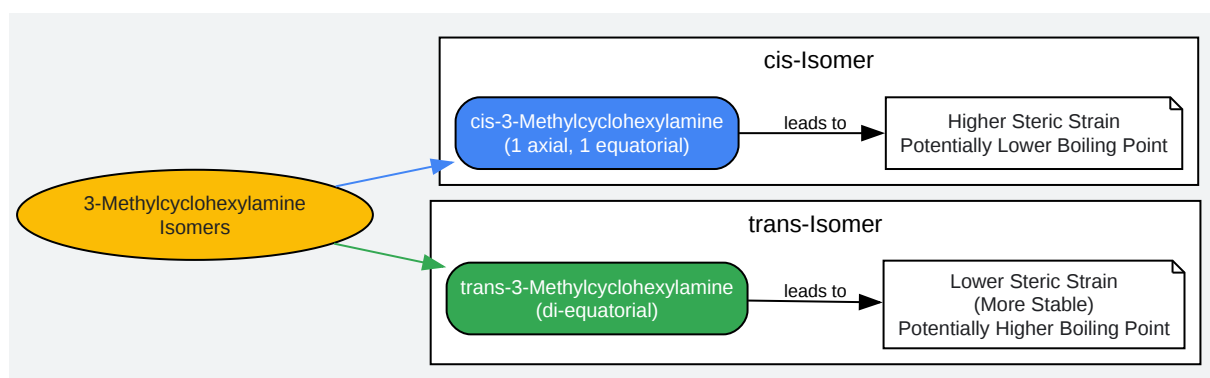 3-Methylcyclohexylamine
Isomers
cis-Isomer
cis-3-Methylcyclohexylamine
(1 axial, 1 equatorial)
leads to
Higher Steric Strain
Potentially Lower Boiling Point
trans-Isomer
trans-3-Methylcyclohexylamine
(di-equatorial)
leads to
Lower Steric Strain
(More Stable)
Potentially Higher Boiling Point